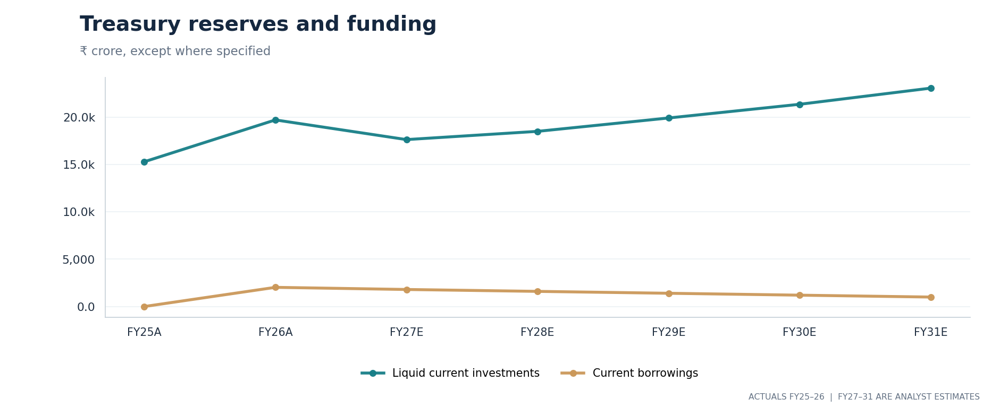 Treasury reserves and funding
₹ crore, except where specified
20.0k
15.0k
10.0k
5,000
0.0
FY25A FY26A FY27E FY28E FY29E FY30E FY31E
Liquid current investments Current borrowings
ACTUALS FY25–26 | FY27–31 ARE ANALYST ESTIMATES